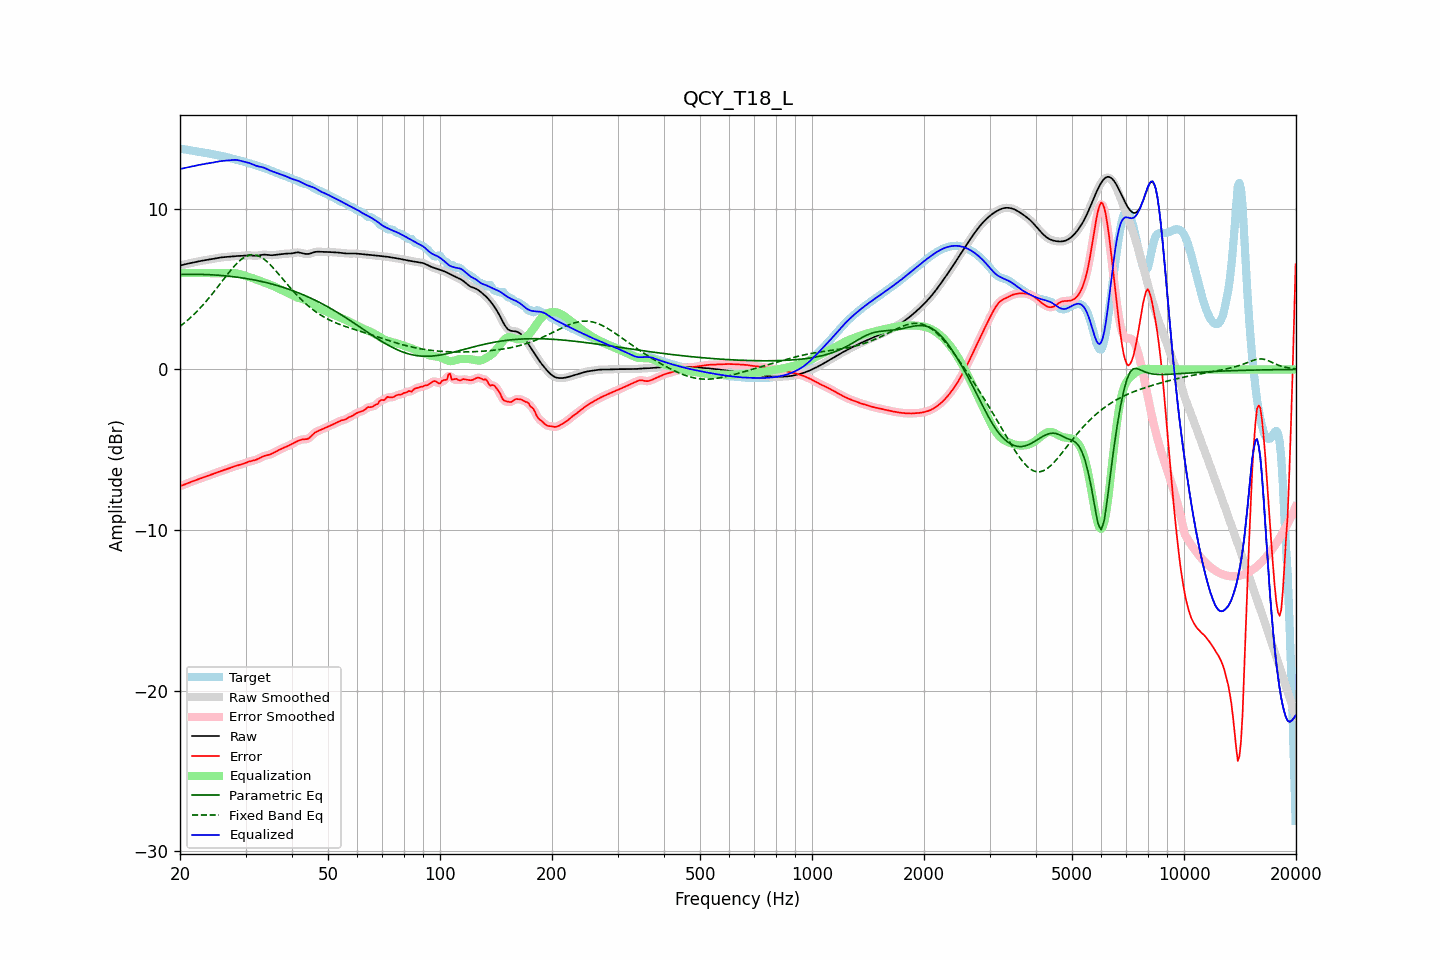 QCY_T18_L
Amplitude (dBr)
10
0
−10
−20
−30
Target
Raw Smoothed
Error Smoothed
Raw
Error
Equalization
Parametric Eq
Fixed Band Eq
Equalized
20 50 100 200 500 1000 2000 5000 10000 20000
Frequency (Hz)